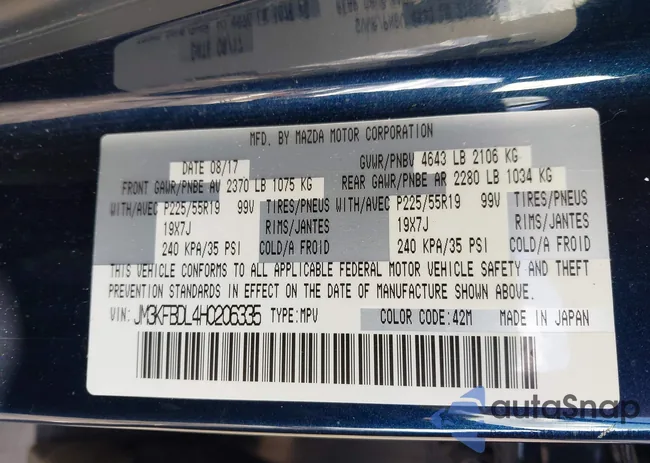 MFD. BY MAZDA MOTOR CORPORATION
DATE 08/17 GVWR/PNBV 4643 LB 2106 KG
FRONT GAWR/PNBE AV 2370 LB 1075 KG REAR GAWR/PNBE AR 2280 LB 1034 KG
WITH/AVEC P225/55R19 99V TIRES/PNEUS WITH/AVEC P225/55R19 99V TIRES/PNEUS
19X7J RIMS/JANTES 19X7J RIMS/JANTES
240 KPA/35 PSI COLD/A FROID 240 KPA/35 PSI COLD/A FROID
THIS VEHICLE CONFORMS TO ALL APPLICABLE FEDERAL MOTOR VEHICLE SAFETY AND THEFT
PREVENTION STANDARDS IN EFFECT ON THE DATE OF MANUFACTURE SHOWN ABOVE.
VIN: JM3KFBDL4H0206335 TYPE: MPV COLOR CODE: 42M MADE IN JAPAN
autoSnap